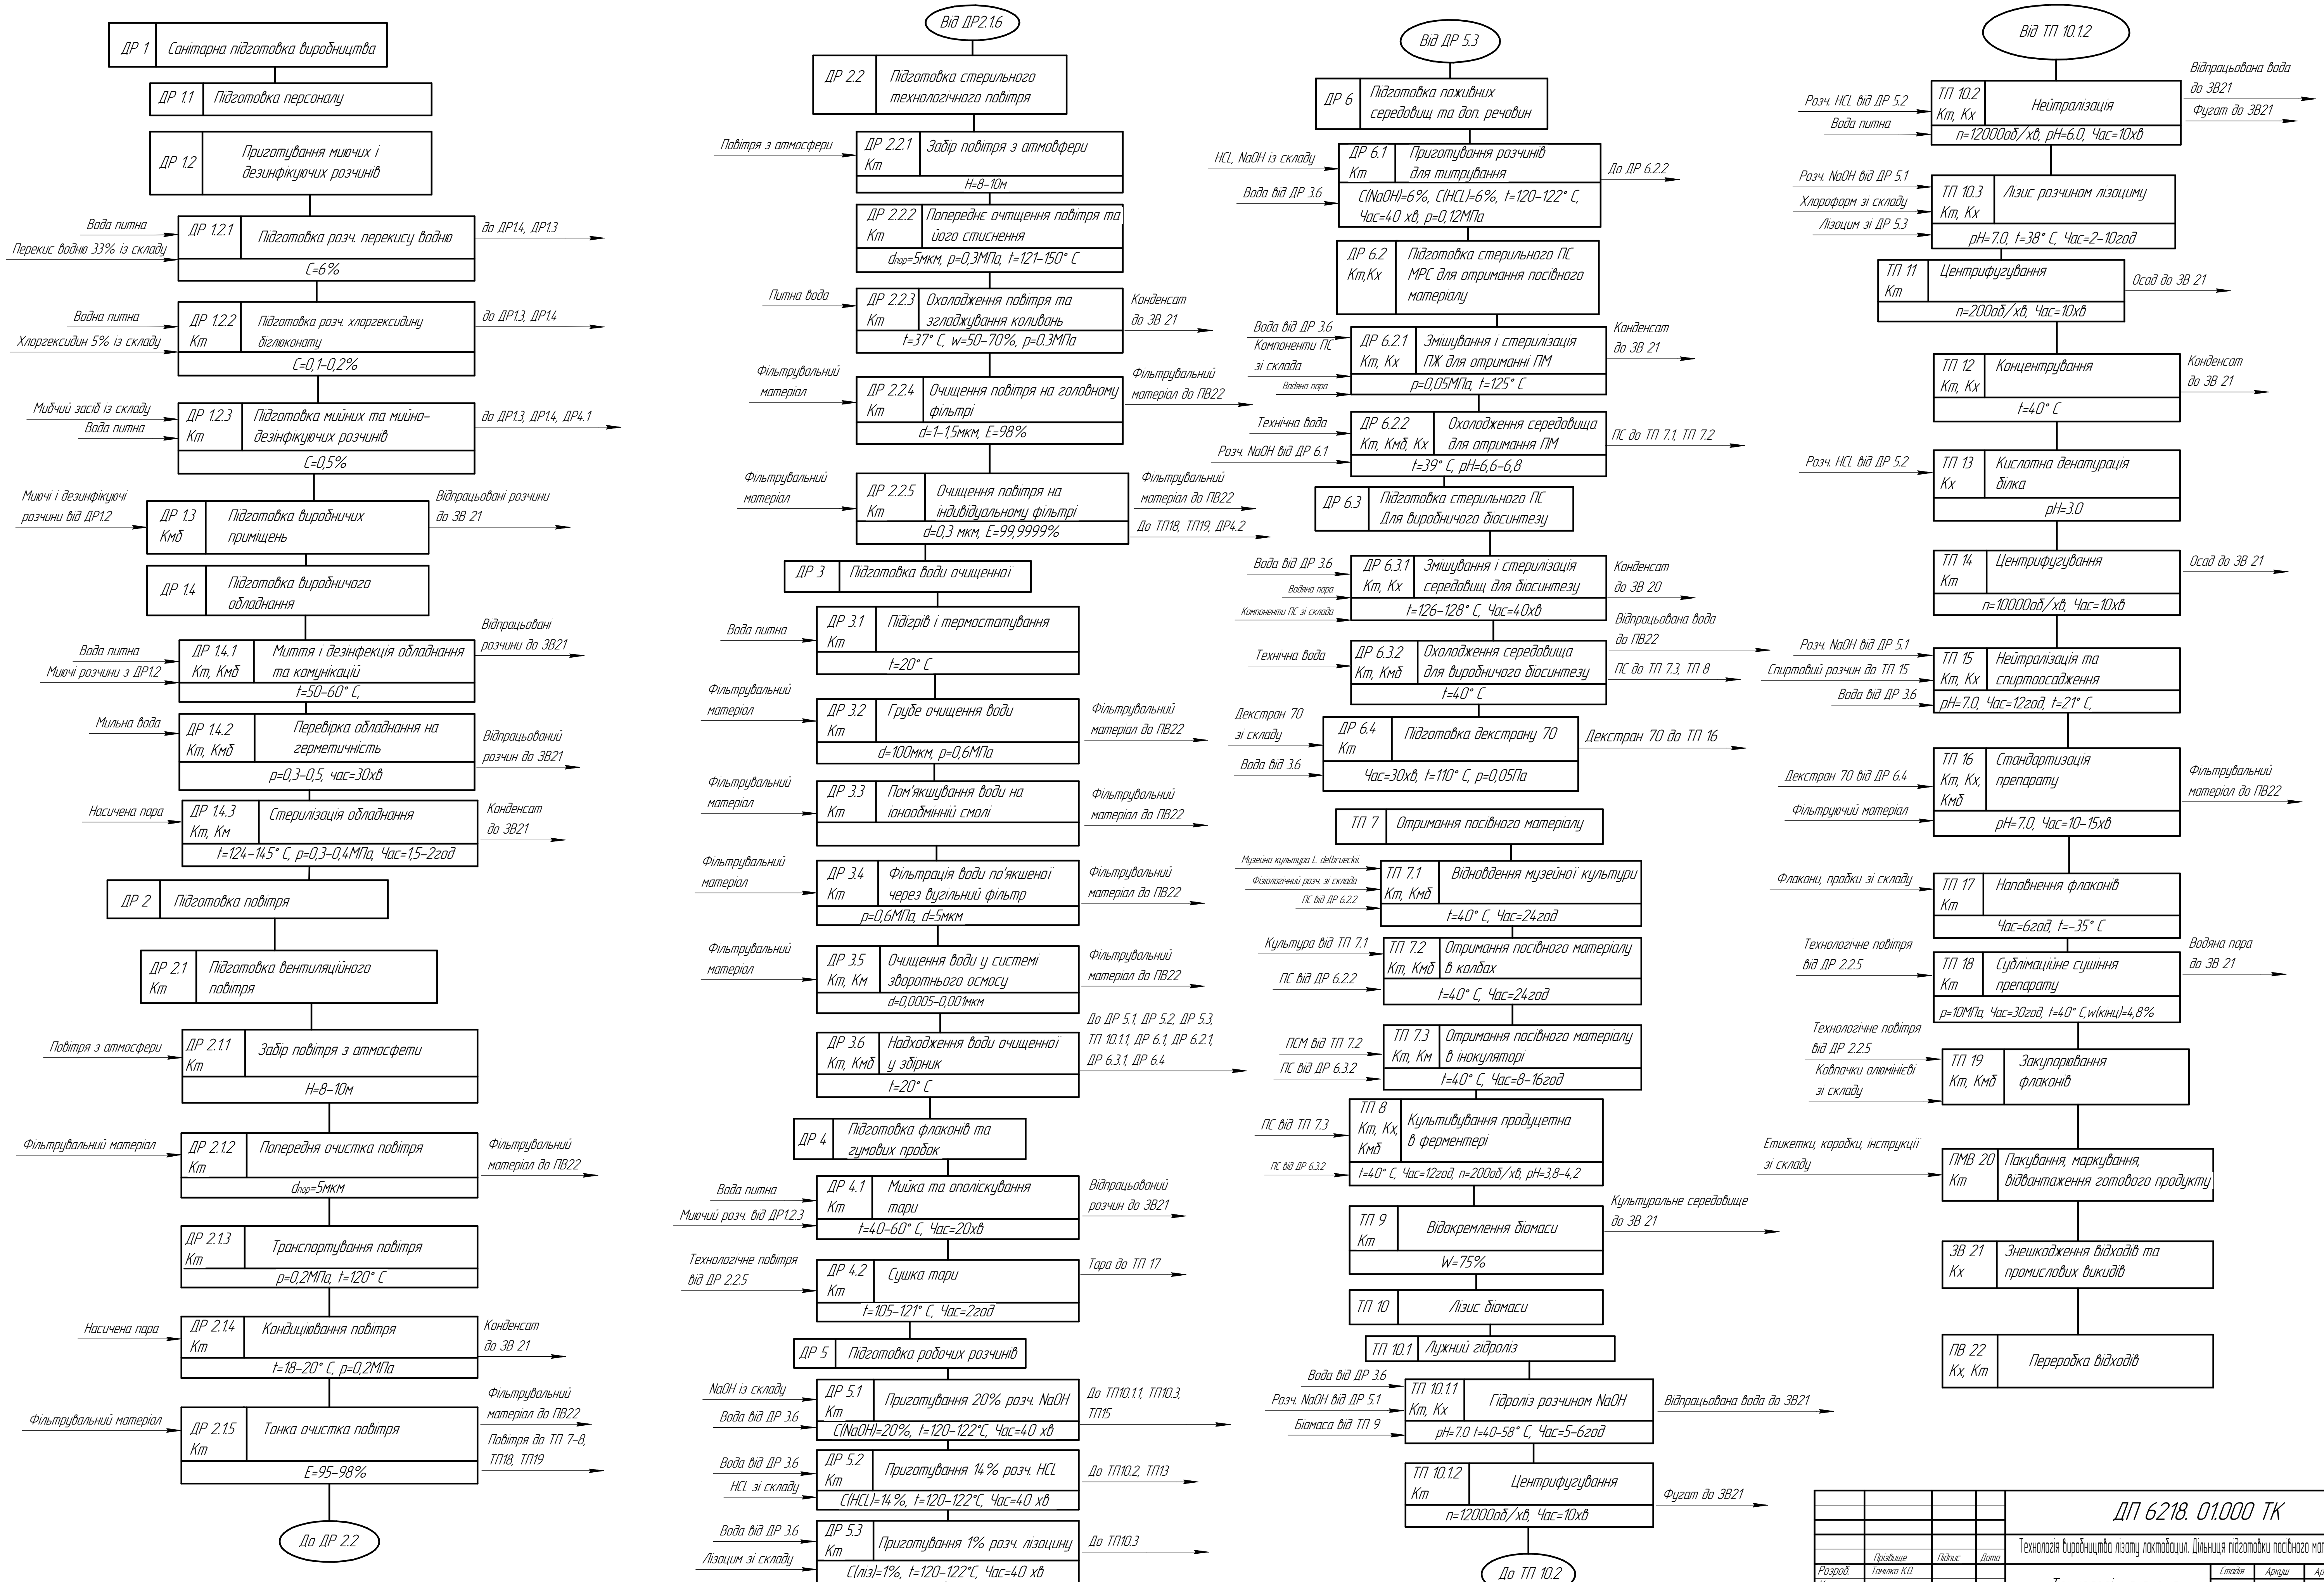 ДР 1
Санітарна підготовка виробництва
ДР 1.1
Підготовка персоналу
ДР 1.2
Приготування миючих і
дезинфікуючих розчинів
Вода питна
Перекис водню 33% із складу
ДР 1.2.1
Підготовка розч. перекису водню
С=6%
до ДР1.4, ДР1.3
Водна питна
Хлоргексидин 5% із складу
ДР 1.2.2
Кт
Підготовка розч. хлоргексидину
біглюконату
С=0,1-0,2%
до ДР1.3, ДР1.4
Мибчий засіб із складу
Вода питна
ДР 1.2.3
Кт
Підготовка мийних та мийно-
дезінфікуючих розчинів
С=0,5%
до ДР1.3, ДР1.4, ДР4.1
Миючі і дезинфікуючі
розчини від ДР1.2
ДР 1.3
Кмб
Підготовка виробничих
приміщень
Відпрацьовані розчини
до ЗВ 21
ДР 1.4
Підготовка виробничого
обладнання
Вода питна
Миючі розчини з ДР1.2
ДР 1.4.1
Кт, Кмб
Миття і дезінфекція обладнання
та комунікацій
t=50-60° С,
Відпрацьовані
розчини до ЗВ21
Мильна вода
ДР 1.4.2
Кт, Кмб
Перевірка обладнання на
герметичність
р=0,3-0,5, час=30хв
Відпрацьований
розчин до ЗВ21
Насичена пара
ДР 1.4.3
Кт, Км
Стерилізація обладнання
t=124-145° С, р=0,3-0,4МПа, Час=1,5-2год
Конденсат
до ЗВ21
ДР 2
Підготовка повітря
ДР 2.1
Кт
Підготовка вентиляційного
повітря
Повітря з атмосфери
ДР 2.1.1
Кт
Забір повітря з атмосфети
Н=8-10м
Фільтрувальний матеріал
ДР 2.1.2
Кт
Попередня очистка повітря
dпор=5мкм
Фільтрувальний
матеріал до ПВ22
ДР 2.1.3
Кт
Транспортування повітря
р=0,2МПа, t=120° С
Насичена пара
ДР 2.1.4
Кт
Кондиціювання повітря
t=18-20° С, р=0,2МПа
Конденсат
до ЗВ 21
Фільтрувальний матеріал
ДР 2.1.5
Кт
Тонка очистка повітря
Е=95-98%
Фільтрувальний
матеріал до ПВ22
Повітря до ТП 7-8,
ТП18, ТП19
До ДР 2.2
Від ДР2.1.6
ДР 2.2
Підготовка стерильного
технологічного повітря
Повітря з атмосфери
ДР 2.2.1
Кт
Забір повітря з атмовфери
Н=8-10м
ДР 2.2.2
Кт
Попереднє очтщення повітря та
його стиснення
dпор=5мкм, р=0,3МПа, t=121-150° С
Питна вода
ДР 2.2.3
Кт
Охолодження повітря та
згладжування коливань
t=37° С, w=50-70%, р=0.3МПа
Конденсат
до ЗВ 21
Фільтрувальний
матеріал
ДР 2.2.4
Кт
Очищення повітря на головному
фільтрі
d=1-1,5мкм, Е=98%
Фільтрувальний
матеріал до ПВ22
Фільтрувальний
матеріал
ДР 2.2.5
Кт
Очищення повітря на
індивідуальному фільтрі
d=0,3 мкм, Е=99,9999%
Фільтрувальний
матеріал до ПВ22
До ТП18, ТП19, ДР4.2
ДР 3
Підготовка води очищенної
Вода питна
ДР 3.1
Кт
Підігрів і термостатування
t=20° С
Фільтрувальний
матеріал
ДР 3.2
Кт
Грубе очищення води
d=100мкм, р=0,6МПа
Фільтрувальний
матеріал до ПВ22
Фільтрувальний
матеріал
ДР 3.3
Кт
Пом'якшування води на
іонообмінній смолі
Фільтрувальний
матеріал до ПВ22
Фільтрувальний
матеріал
ДР 3.4
Кт
Фільтрація води по'якшеної
через вугільний фільтр
р=0,6МПа, d=5мкм
Фільтрувальний
матеріал до ПВ22
Фільтрувальний
матеріал
ДР 3.5
Кт, Км
Очищення води у системі
зворотнього осмосу
d=0,0005-0,001мкм
Фільтрувальний
матеріал до ПВ22
ДР 3.6
Кт, Кмб
Надходження води очищенної
у збірник
t=20° С
До ДР 5.1, ДР 5.2, ДР 5.3,
ТП 10.1.1, ДР 6.1, ДР 6.2.1,
ДР 6.3.1, ДР 6.4
ДР 4
Підготовка флаконів та
гумових пробок
Вода питна
Миючий розч. від ДР1.2.3
ДР 4.1
Кт
Мийка та ополіскування
тари
t=40-60° С, Час=20хв
Відпрацьований
розчин до ЗВ21
Технологічне повітря
від ДР 2.2.5
ДР 4.2
Кт
Сушка тари
t=105-121° С, Час=2год
Тара до ТП 17
ДР 5
Підготовка робочих розчинів
NaOH із складу
Вода від ДР 3.6
ДР 5.1
Кт
Приготування 20% розч. NaOH
С(NaOH)=20%, t=120-122°С, Час=40 хв
До ТП10.1.1, ТП10.3,
ТП15
Вода від ДР 3.6
HCL зі складу
ДР 5.2
Кт
Приготування 14% розч. HCL
С(HCL)=14%, t=120-122°С, Час=40 хв
До ТП10.2, ТП13
Вода від ДР 3.6
Лізоцим зі складу
ДР 5.3
Кт
Приготування 1% розч. лізоцину
С(ліз)=1%, t=120-122°С, Час=40 хв
До ТП10.3
Від ДР 5.3
ДР 6
Підготовка поживних
середовищ та доп. речовин
HCL, NaOH із складу
Вода від ДР 3.6
ДР 6.1
Кт
Приготування розчинів
для титрування
С(NaOH)=6%, С(HCL)=6%, t=120-122° С,
Час=40 хв, р=0,12МПа
До ДР 6.2.2
ДР 6.2
Кт,Кх
Підготовка стерильного ПС
МРС для отримання посівного
матеріалу
Вода від ДР 3.6
Компоненти ПС
зі склада
Водяна пара
ДР 6.2.1
Кт, Кх
Змішування і стерилізація
ПЖ для отриманні ПМ
р=0,05МПа, t=125° С
Конденсат
до ЗВ 21
Технічна вода
Розч. NaOH від ДР 6.1
ДР 6.2.2
Кт, Кмб, Кх
Охолодження середовища
для отримання ПМ
t=39° С, рН=6,6-6,8
ПС до ТП 7.1, ТП 7.2
ДР 6.3
Підготовка стерильного ПС
Для виробничого біосинтезу
Вода від ДР 3.6
Водяна пара
Компоненти ПС зі склада
ДР 6.3.1
Кт, Кх
Змішування і стерилізація
середовищ для біосинтезу
t=126-128° С, Час=40хв
Конденсат
до ЗВ 20
Технічна вода
ДР 6.3.2
Кт, Кмб
Охолодження середовища
для виробничого біосинтезу
t=40° С
Відпрацьована вода
до ПВ22
ПС до ТП 7.3, ТП 8
Декстран 70
зі складу
Вода від 3.6
ДР 6.4
Кт
Підготовка декстрану 70
Час=30хв, t=110° С, р=0,05Па
Декстран 70 до ТП 16
ТП 7
Отримання посівного матеріалу
Музейна культура L. delbrueckii.
Фізіологічний розч. зі склада
ПС від ДР 6.2.2
ТП 7.1
Кт, Кмб
Відновдення музейної культури
t=40° С, Час=24год
Культура від ТП 7.1
ПС від ДР 6.2.2
ТП 7.2
Кт, Кмб
Отримання посівного матеріалу
в колбах
t=40° С, Час=24год
ПСМ від ТП 7.2
ПС від ДР 6.3.2
ТП 7.3
Кт, Км
Отримання посівного матеріалу
в інокуляторі
t=40° С, Час=8-16год
ПС від ТП 7.3
ПС від ДР 6.3.2
ТП 8
Кт, Кх,
Кмб
Культивування продуцетна
в ферментері
t=40° С, Час=12год, n=200об/хв, рН=3,8-4,2
ТП 9
Кт
Відокремлення біомаси
W=75%
Культуральне середовище
до ЗВ 21
ТП 10
Лізис біомаси
ТП 10.1
Лужний гідроліз
Вода від ДР 3.6
Розч. NaOH від ДР 5.1
Біомаса від ТП 9
ТП 10.1.1
Кт, Кх
Гідроліз розчином NaOH
рН=7.0 t=40-58° С, Час=5-6год
Відпрацьована вода до ЗВ21
ТП 10.1.2
Кт
Центрифугування
n=12000об/хв, Час=10хв
Фугат до ЗВ21
До ТП 10.2
Від ТП 10.1.2
Розч. HCL від ДР 5.2
Вода питна
ТП 10.2
Кт, Кх
Нейтралізація
n=12000об/хв, рН=6.0, Час=10хв
Відпрацьована вода
до ЗВ21
Фугат до ЗВ21
Розч. NaOH від ДР 5.1
Хлороформ зі складу
Лізоцим зі ДР 5.3
ТП 10.3
Кт, Кх
Лізис розчином лізоциму
рН=7.0, t=38° С, Час=2-10год
ТП 11
Кт
Центрифугування
n=200об/хв, Час=10хв
Осад до ЗВ 21
ТП 12
Кт, Кх
Концентрування
t=40° С
Конденсат
до ЗВ 21
Розч. HCL від ДР 5.2
ТП 13
Кх
Кислотна денатурація
білка
рН=3.0
ТП 14
Кт
Центрифугування
n=10000об/хв, Час=10хв
Осад до ЗВ 21
Розч. NaOH від ДР 5.1
Спиртовий розчин до ТП 15
Вода від ДР 3.6
ТП 15
Кт, Кх
Нейтралізація та
спиртоосадження
рН=7.0, Час=12год, t=21° С,
Декстран 70 від ДР 6.4
Фільтруючий матеріал
ТП 16
Кт, Кх,
Кмб
Стандартизація
препарату
рН=7.0, Час=10-15хв
Фільтрувальний
матеріал до ПВ22
Флакони, пробки зі складу
ТП 17
Кт
Наповнення флаконів
Час=6год, t=-35° С
Технологічне повітря
від ДР 2.2.5
ТП 18
Кт
Сублімаційне сушіння
препарату
р=10МПа, Час=30год, t=40° С,w(кінц)=4,8%
Водяна пара
до ЗВ 21
Технологічне повітря
від ДР 2.2.5
Ковпачки алюмінієві
зі складу
ТП 19
Кт, Кмб
Закупорювання
флаконів
Етикетки, коробки, інструкції
зі складу
ПМВ 20
Кт
Пакування, маркування,
відвантаження готового продукту
ЗВ 21
Кх
Знешкодження відходів та
промислових викидів
ПВ 22
Кх, Кт
Переробка відходів
ДП 6218. 01.000 ТК
Технологія виробництва лізату лактобацил. Дільниця підготовки посівного
Прізвище
Підпис
Дата
Розроб.
Томілка К.О.
Стадія
Аркуш